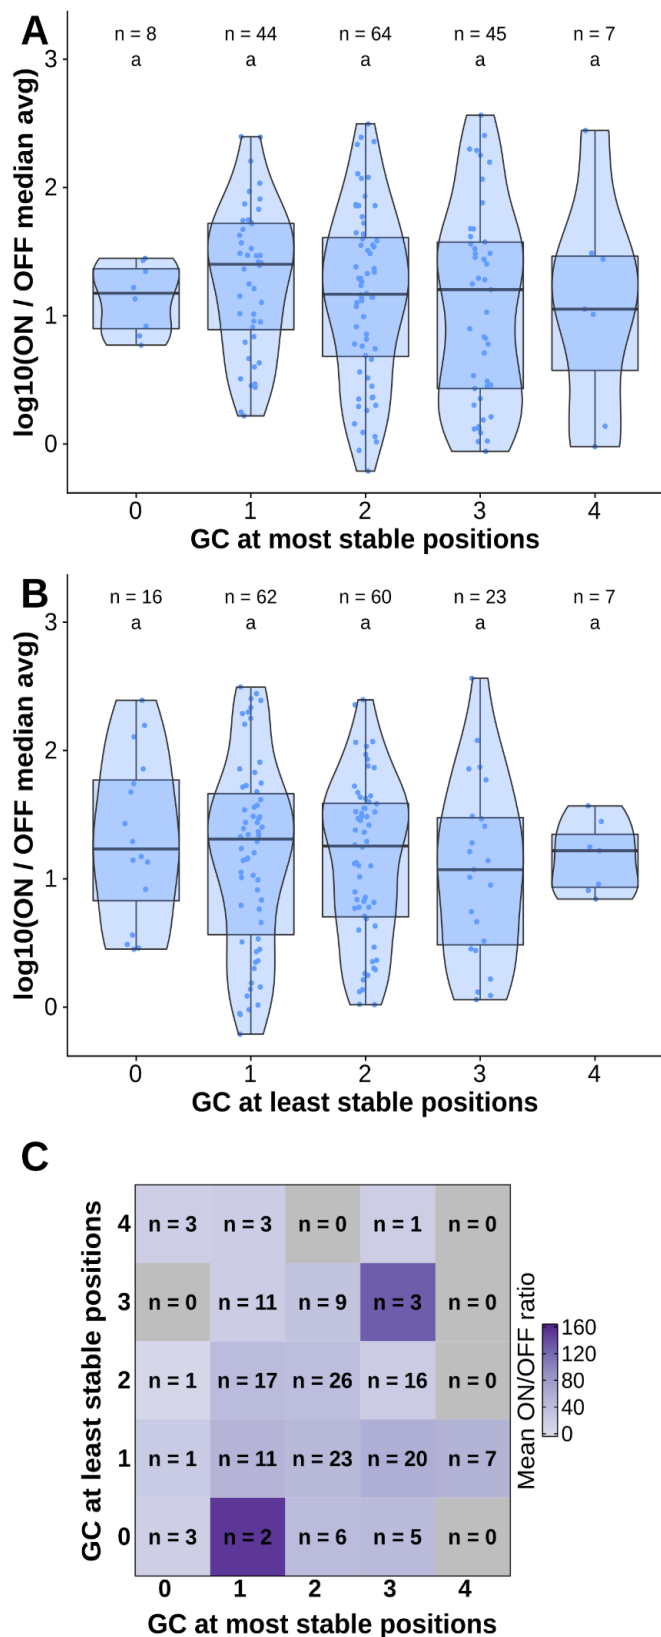 A
n = 8 n = 44 n = 64 n = 45 n = 7
a a a a a
log10(ON / OFF median avg)
3
2
1
0
0 1 2 3 4
GC at most stable positions
B
n = 16 n = 62 n = 60 n = 23 n = 7
a a a a a
log10(ON / OFF median avg)
3
2
1
0
0 1 2 3 4
GC at least stable positions
C
GC at least stable positions
4 n = 3 n = 3 n = 0 n = 1 n = 0
3 n = 0 n = 11 n = 9 n = 3 n = 0
2 n = 1 n = 17 n = 26 n = 16 n = 0
1 n = 1 n = 11 n = 23 n = 20 n = 7
0 n = 3 n = 2 n = 6 n = 5 n = 0
0 1 2 3 4
GC at most stable positions
Mean ON/OFF ratio
160
120
80
40
0